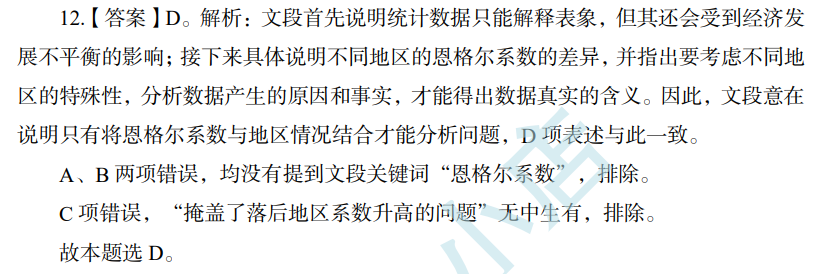 12.【答案】D。解析：文段首先说明统计数据只能解释表象，但其还会受到经济发
展不平衡的影响；接下来具体说明不同地区的恩格尔系数的差异，并指出要考虑不同地
区的特殊性，分析数据产生的原因和事实，才能得出数据真实的含义。因此，文段意在
说明只有将恩格尔系数与地区情况结合才能分析问题，D 项表述与此一致。
A、B 两项错误，均没有提到文段关键词“恩格尔系数”，排除。
C 项错误，“掩盖了落后地区系数升高的问题”无中生有，排除。
故本题选 D。
小店